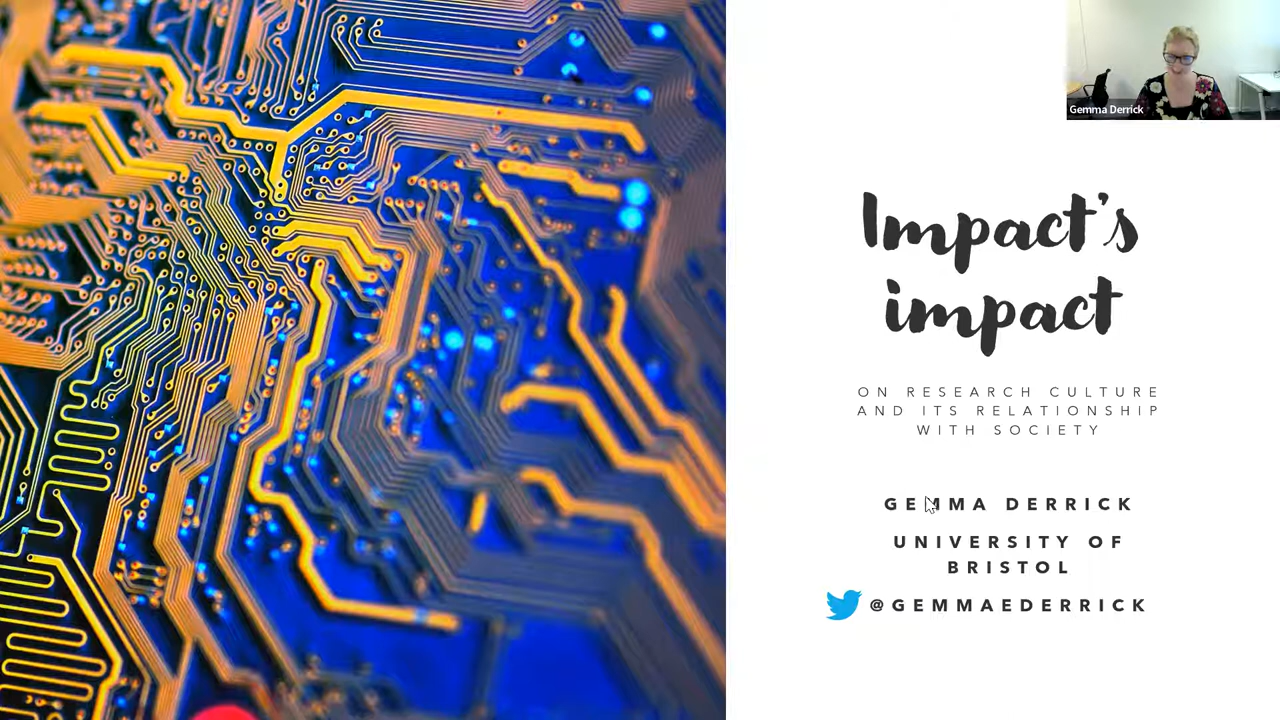 Gemma Derrick
Impact's
impact
ON RESEARCH CULTURE
AND ITS RELATIONSHIP
WITH SOCIETY
GEMMA DERRICK
UNIVERSITY OF
BRISTOL
@GEMMAEDERRICK